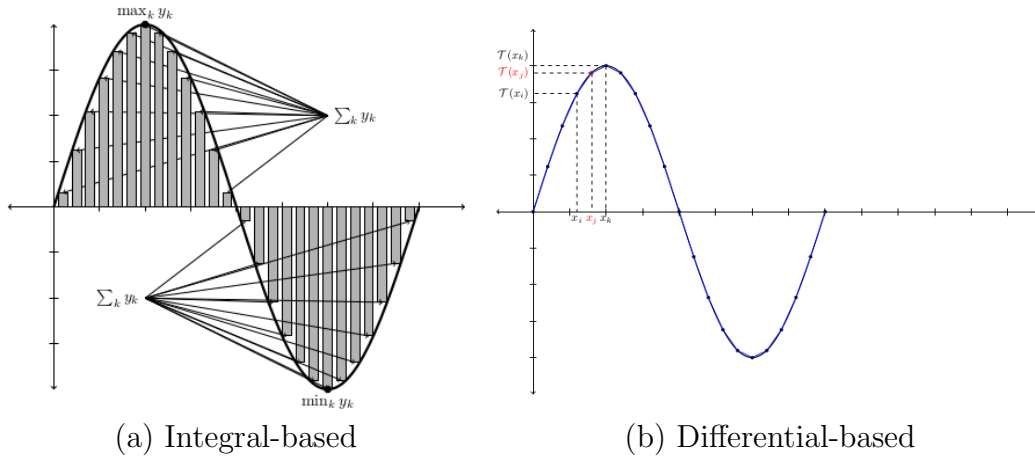 max_k y_k
∑_k y_k
∑_k y_k
min_k y_k
(a) Integral-based
𝒯(x_k)
𝒯(x_j)
𝒯(x_i)
x_i x_j x_k
(b) Differential-based